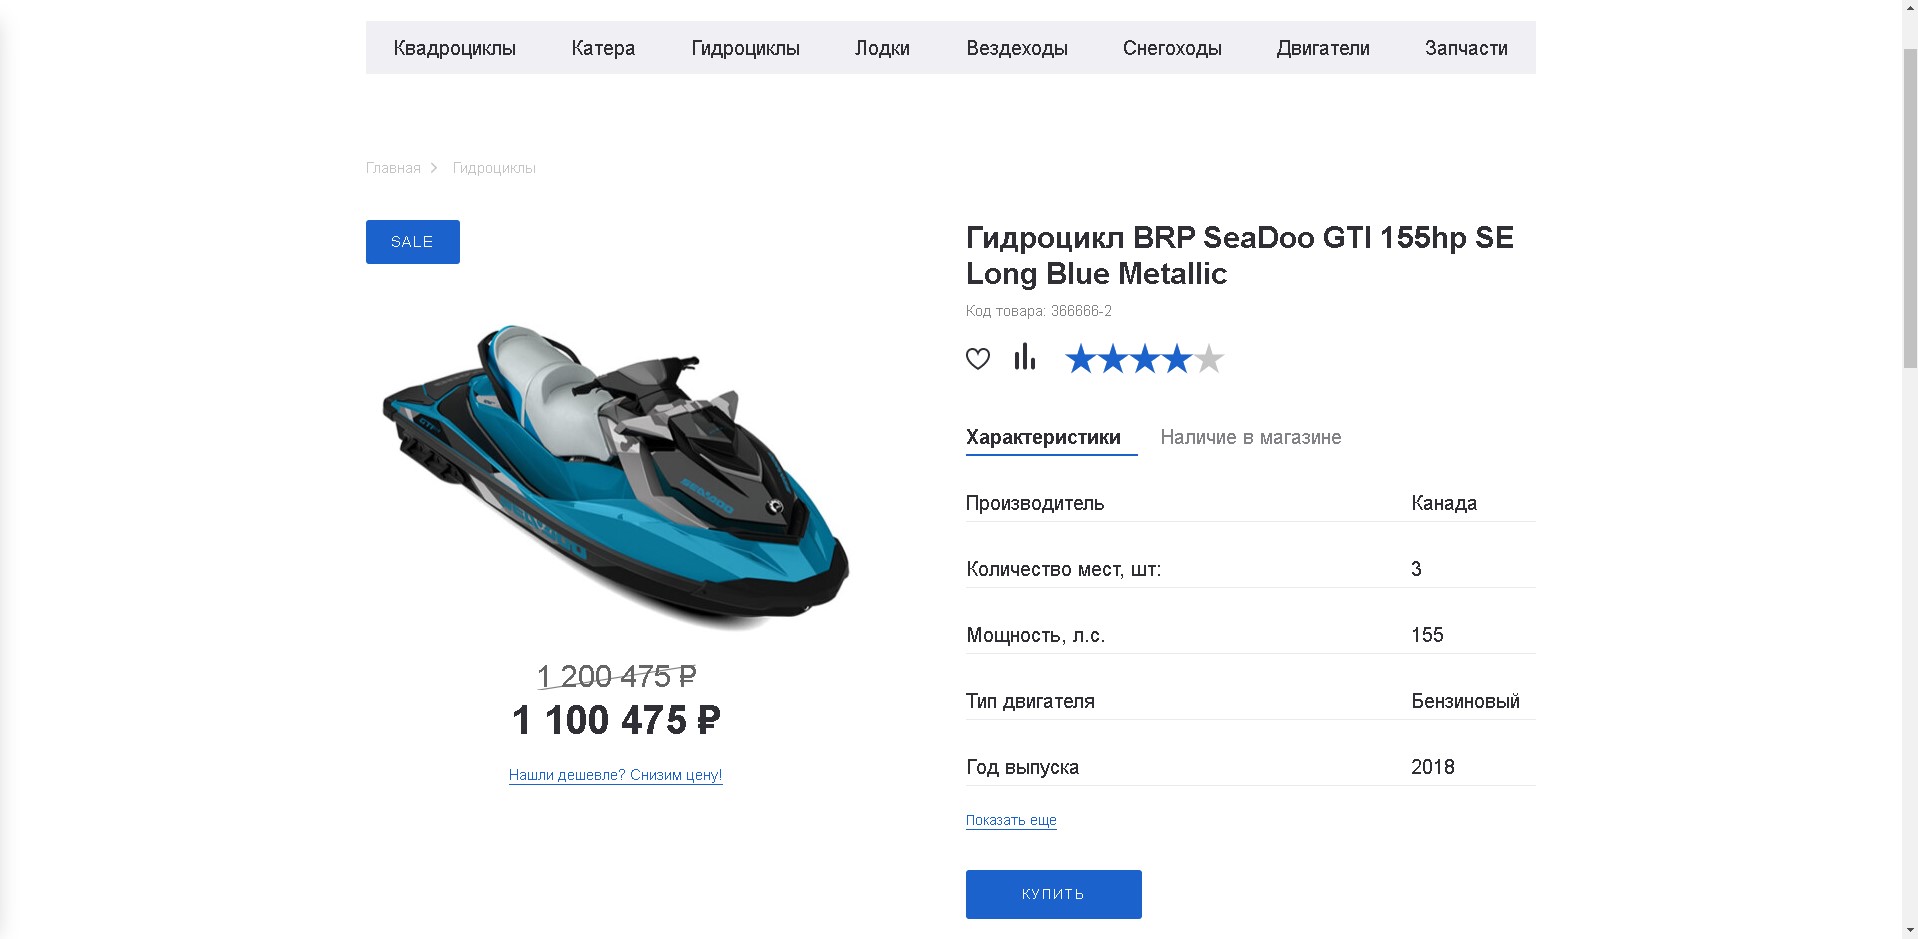 Квадроциклы Катера Гидроциклы Лодки Вездеходы Снегоходы Двигатели Запчасти
Главная Гидроциклы
SALE
SEADOO
1 200 475 ₽
1 100 475 ₽
Нашли дешевле? Снизим цену!
Гидроцикл BRP SeaDoo GTI 155hp SE
Long Blue Metallic
Код товара: 366666-2
Характеристики Наличие в магазине
Производитель Канада
Количество мест, шт: 3
Мощность, л.с. 155
Тип двигателя Бензиновый
Год выпуска 2018
Показать еще
КУПИТЬ